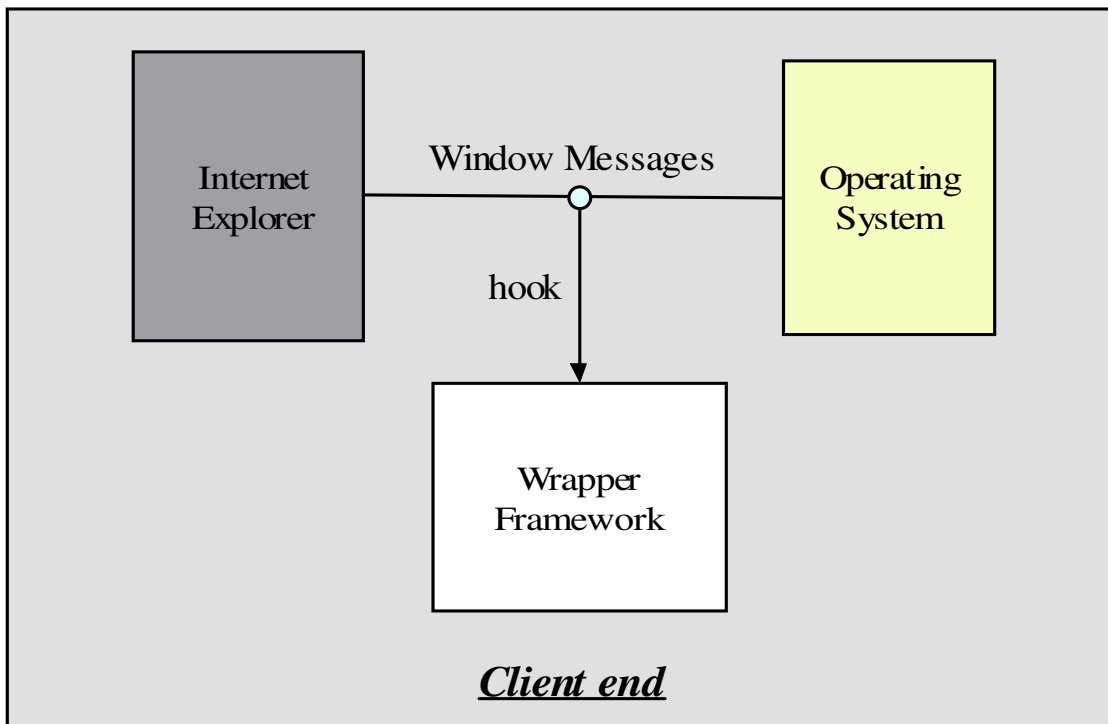 Internet
Explorer
Window Messages
Operating
System
hook
Wrapper
Framework
Client end